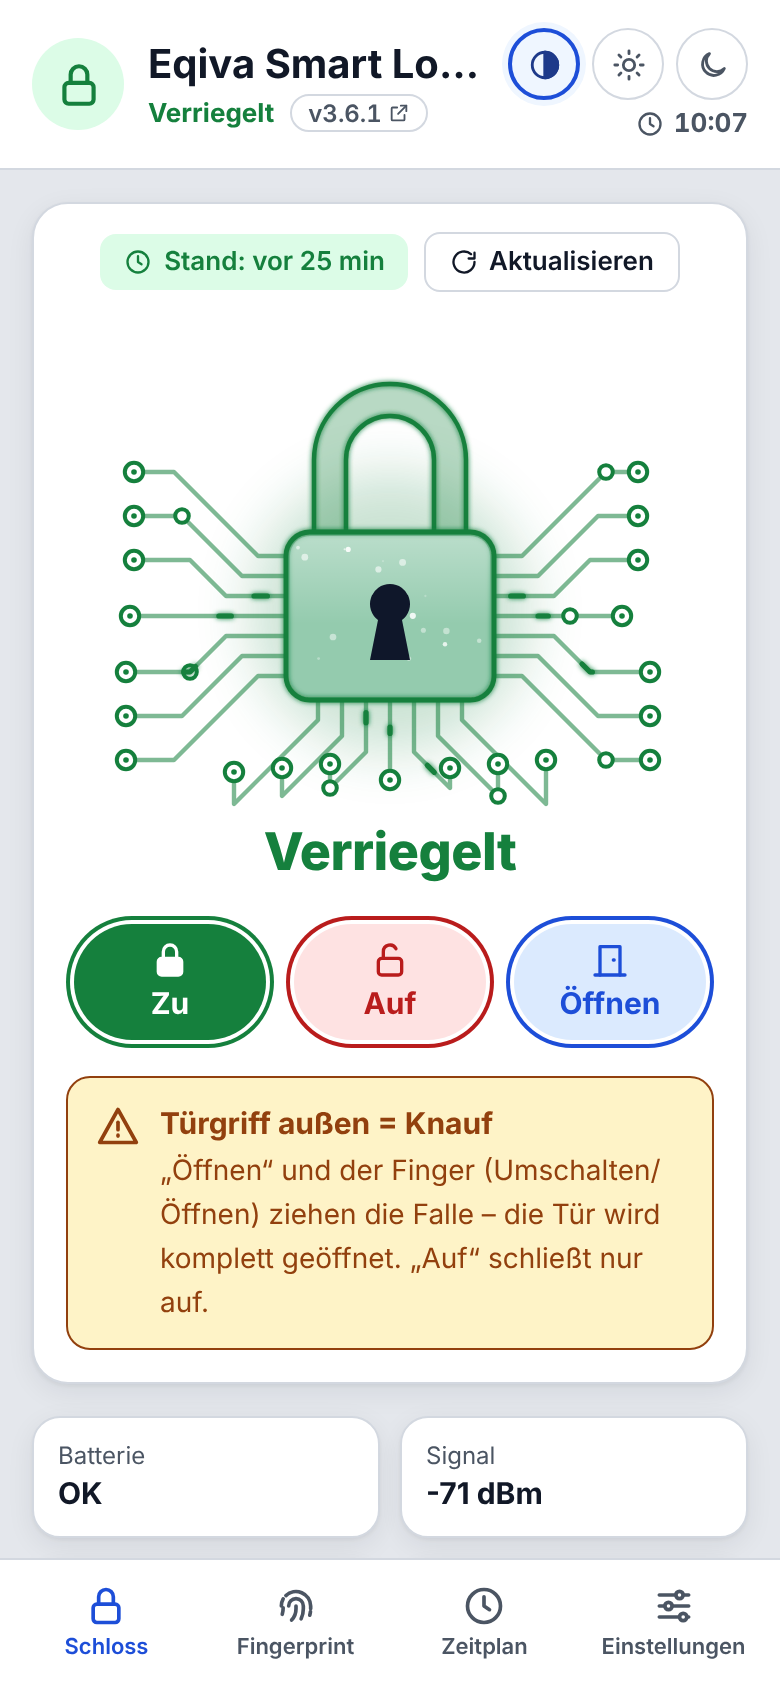 Eqiva Smart Lo...
Verriegelt
v3.6.1
10:07
Stand: vor 25 min
Aktualisieren
Verriegelt
Zu
Auf
Öffnen
Türgriff außen = Knauf
„Öffnen“ und der Finger (Umschalten/
Öffnen) ziehen die Falle – die Tür wird
komplett geöffnet. „Auf“ schließt nur
auf.
Batterie
OK
Signal
-71 dBm
Schloss
Fingerprint
Zeitplan
Einstellungen